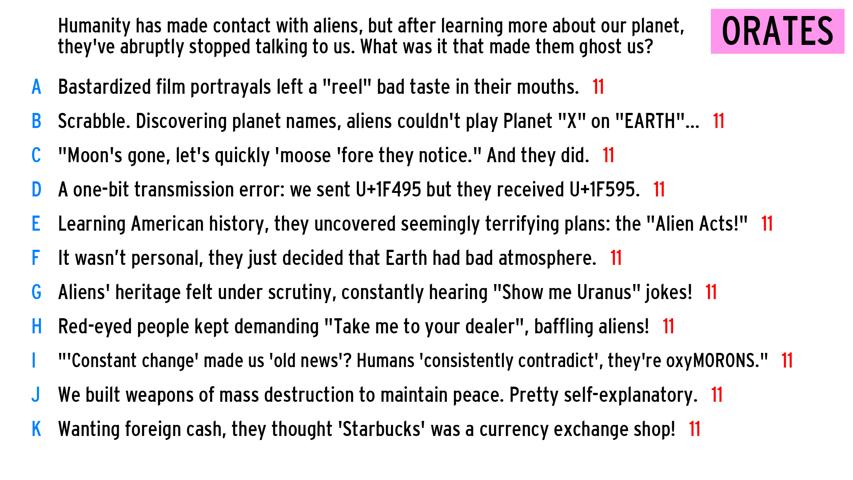 Humanity has made contact with aliens, but after learning more about our planet,
they've abruptly stopped talking to us. What was it that made them ghost us?
ORATES
A Bastardized film portrayals left a "reel" bad taste in their mouths. 11
B Scrabble. Discovering planet names, aliens couldn't play Planet "X" on "EARTH"... 11
C "Moon's gone, let's quickly 'moose 'fore they notice." And they did. 11
D A one-bit transmission error: we sent U+1F495 but they received U+1F595. 11
E Learning American history, they uncovered seemingly terrifying plans: the "Alien Acts!" 11
F It wasn't personal, they just decided that Earth had bad atmosphere. 11
G Aliens' heritage felt under scrutiny, constantly hearing "Show me Uranus" jokes! 11
H Red-eyed people kept demanding "Take me to your dealer", baffling aliens! 11
I "'Constant change' made us 'old news'? Humans 'consistently contradict', they're oxyMORONS." 11
J We built weapons of mass destruction to maintain peace. Pretty self-explanatory. 11
K Wanting foreign cash, they thought 'Starbucks' was a currency exchange shop! 11